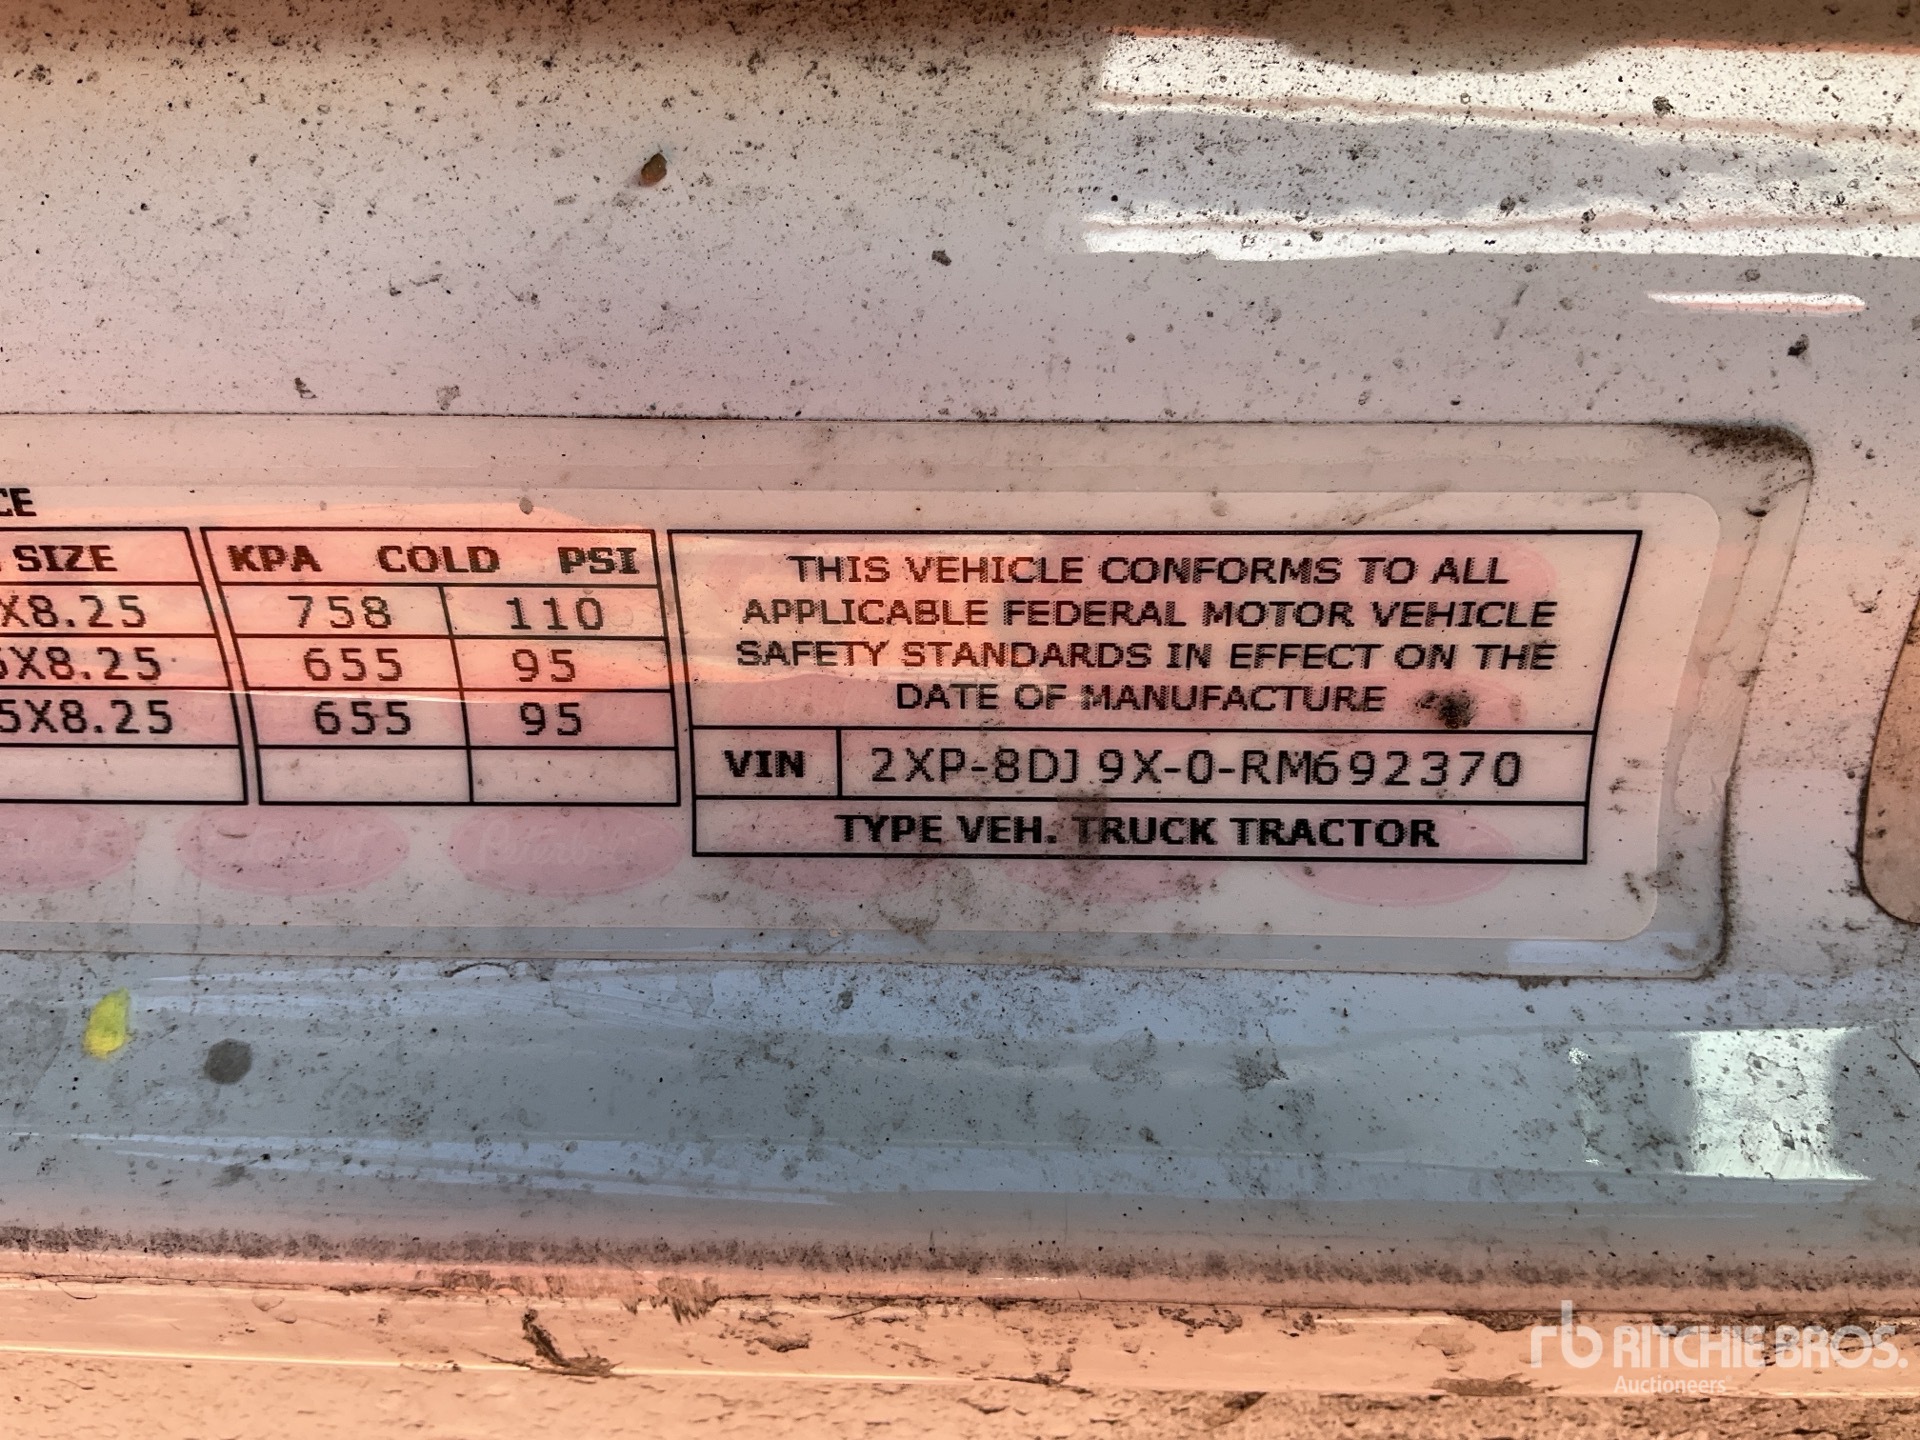 CE
SIZE KPA COLD PSI
X8.25 758 110
5X8.25 655 95
5X8.25 655 95
THIS VEHICLE CONFORMS TO ALL
APPLICABLE FEDERAL MOTOR VEHICLE
SAFETY STANDARDS IN EFFECT ON THE
DATE OF MANUFACTURE
VIN 2XP-8DJ9X-0-RM692370
TYPE VEH. TRUCK TRACTOR
rb RITCHIE BROS.
Auctioneers